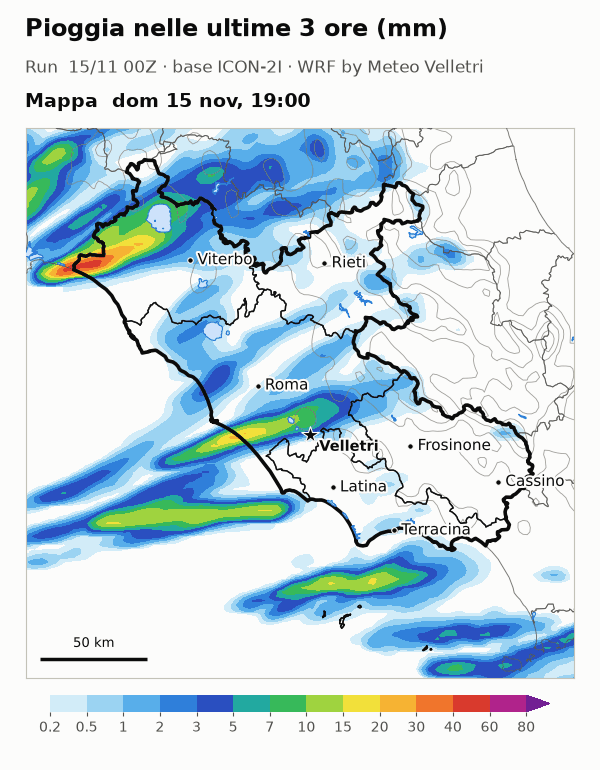 Pioggia nelle ultime 3 ore (mm)
Run  15/11 00Z · base ICON-2I · WRF by Meteo Velletri
Mappa  dom 15 nov, 19:00
Viterbo
Rieti
Roma
Velletri
Frosinone
Cassino
Latina
Terracina
50 km
0.2 0.5 1 2 3 5 7 10 15 20 30 40 60 80